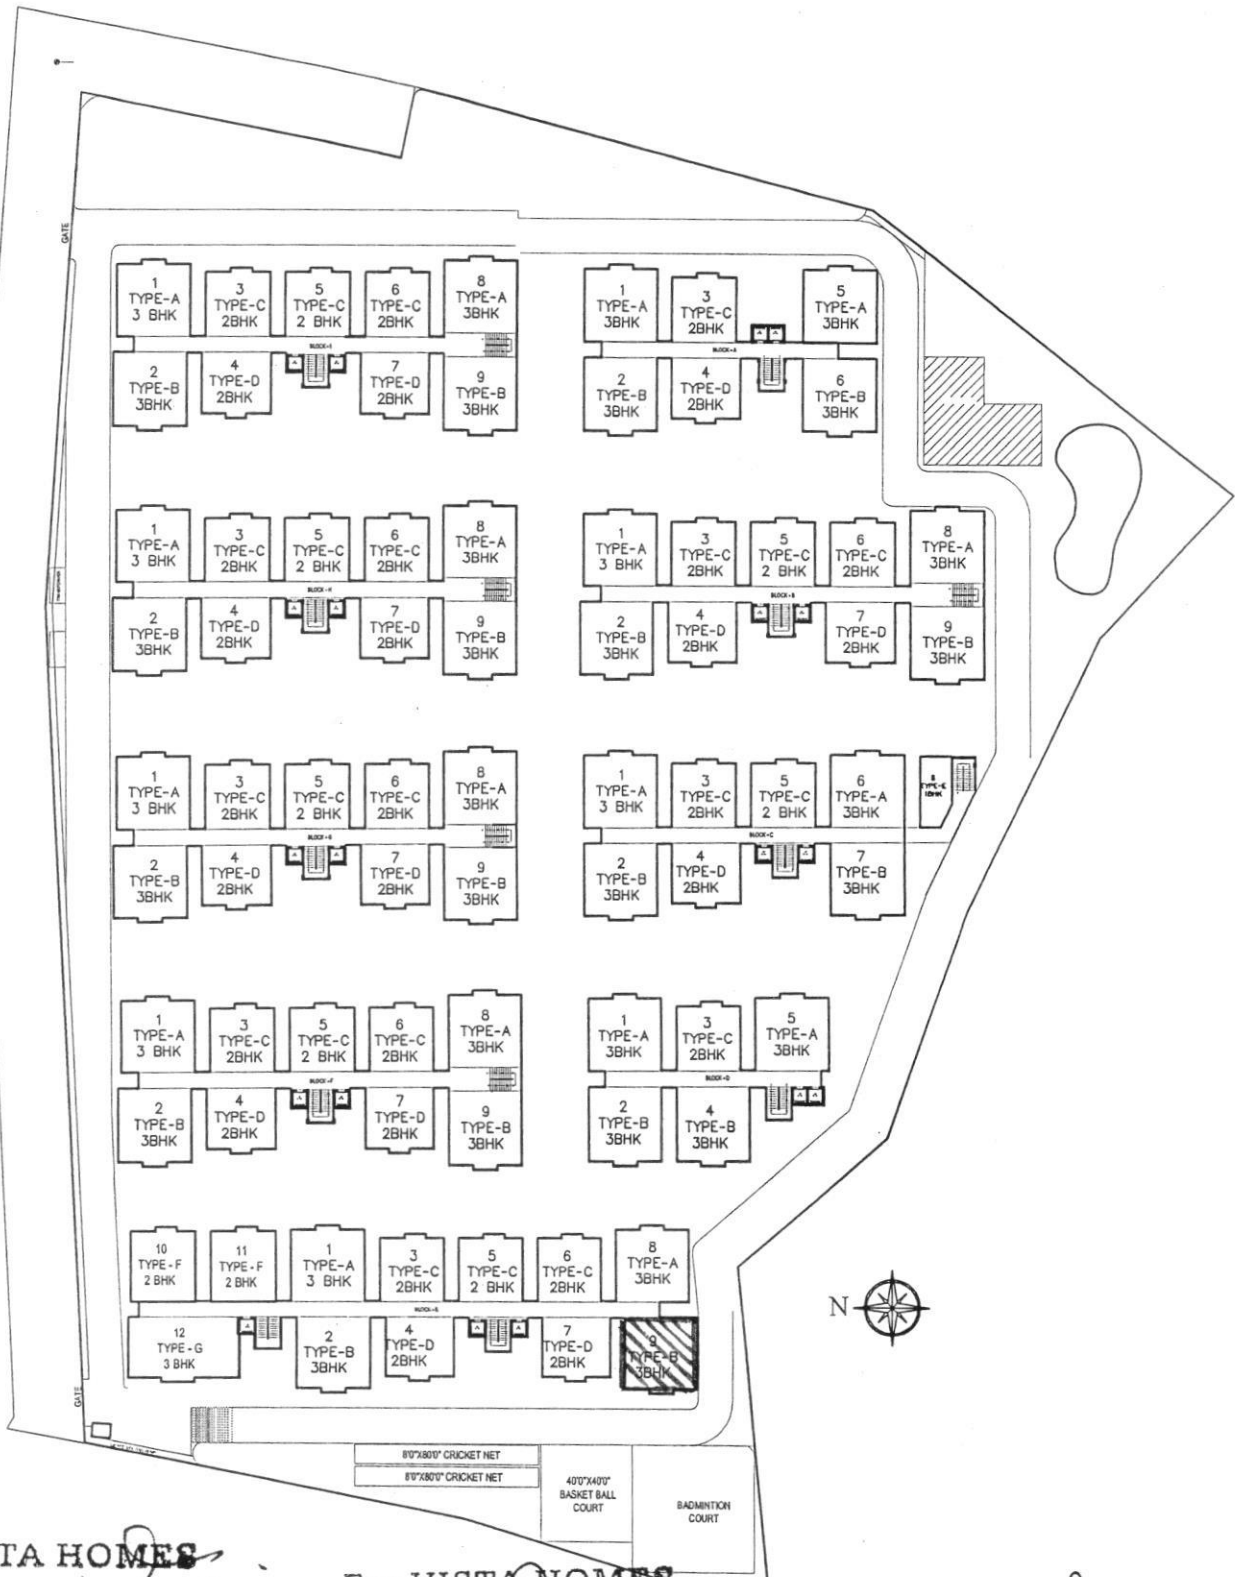 GATE
1
TYPE-A
3 BHK
3
TYPE-C
2BHK
5
TYPE-C
2 BHK
6
TYPE-C
2BHK
8
TYPE-A
3BHK
2
TYPE-B
3BHK
4
TYPE-D
2BHK
7
TYPE-D
2BHK
9
TYPE-B
3BHK
1
TYPE-A
3BHK
3
TYPE-C
2BHK
5
TYPE-A
3BHK
BLOCK-A
2
TYPE-B
3BHK
4
TYPE-D
2BHK
6
TYPE-B
3BHK
1
TYPE-A
3 BHK
3
TYPE-C
2BHK
5
TYPE-C
2 BHK
6
TYPE-C
2BHK
8
TYPE-A
3BHK
BLOCK-H
2
TYPE-B
3BHK
4
TYPE-D
2BHK
7
TYPE-D
2BHK
9
TYPE-B
3BHK
1
TYPE-A
3 BHK
3
TYPE-C
2BHK
5
TYPE-C
2 BHK
6
TYPE-C
2BHK
8
TYPE-A
3BHK
BLOCK-B
2
TYPE-B
3BHK
4
TYPE-D
2BHK
7
TYPE-D
2BHK
9
TYPE-B
3BHK
1
TYPE-A
3 BHK
3
TYPE-C
2BHK
5
TYPE-C
2 BHK
6
TYPE-C
2BHK
8
TYPE-A
3BHK
BLOCK-G
2
TYPE-B
3BHK
4
TYPE-D
2BHK
7
TYPE-D
2BHK
9
TYPE-B
3BHK
1
TYPE-A
3 BHK
3
TYPE-C
2BHK
5
TYPE-C
2 BHK
6
TYPE-A
3BHK
8
TYPE-E
1BHK
BLOCK-C
2
TYPE-B
3BHK
4
TYPE-D
2BHK
7
TYPE-B
3BHK
1
TYPE-A
3 BHK
3
TYPE-C
2BHK
5
TYPE-C
2 BHK
6
TYPE-C
2BHK
8
TYPE-A
3BHK
BLOCK-F
2
TYPE-B
3BHK
4
TYPE-D
2BHK
7
TYPE-D
2BHK
9
TYPE-B
3BHK
1
TYPE-A
3BHK
3
TYPE-C
2BHK
5
TYPE-A
3BHK
BLOCK-D
2
TYPE-B
3BHK
4
TYPE-B
3BHK
10
TYPE - F
2 BHK
11
TYPE - F
2 BHK
1
TYPE-A
3 BHK
3
TYPE-C
2BHK
5
TYPE-C
2 BHK
6
TYPE-C
2BHK
8
TYPE-A
3BHK
12
TYPE - G
3 BHK
2
TYPE-B
3BHK
4
TYPE-D
2BHK
7
TYPE-D
2BHK
9
TYPE-B
3BHK
N
GATE
8'0"X80'0" CRICKET NET
8'0"X80'0" CRICKET NET
40'0"X40'0"
BASKET BALL
COURT
BADMINTION
COURT
TA HOMES
VISTA HOMES